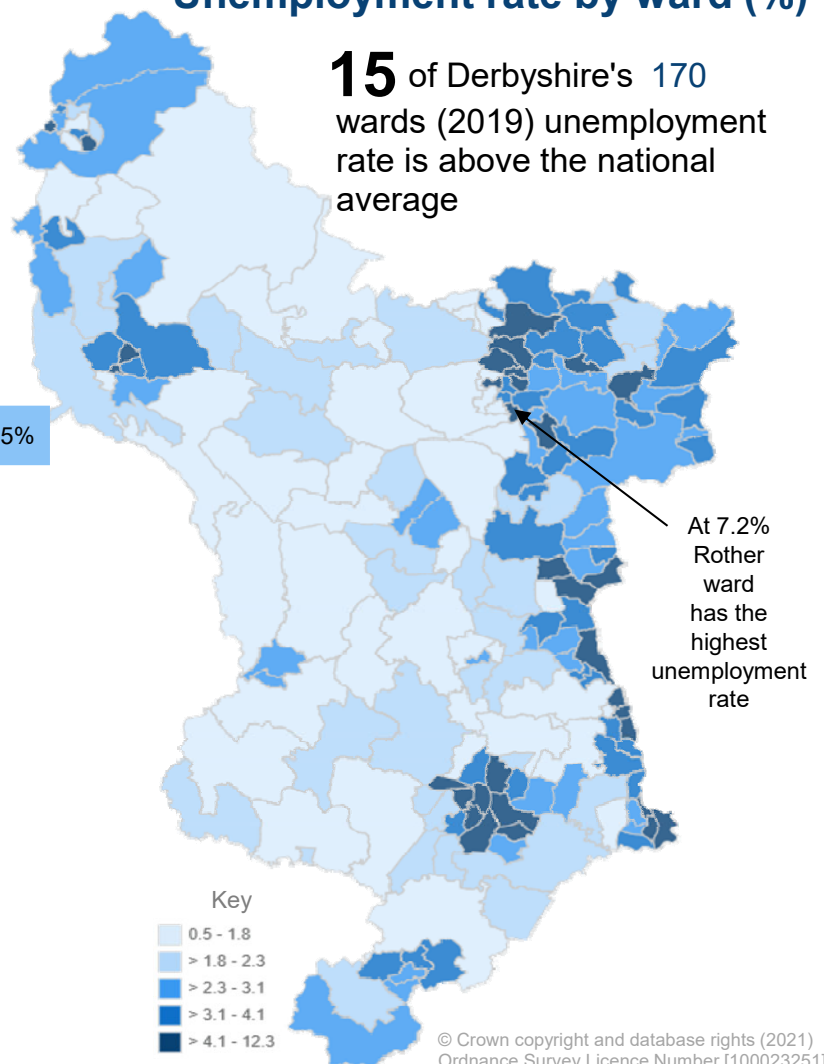 Unemployment rate by ward (%)
15 of Derbyshire's 170
wards (2019) unemployment
rate is above the national
average
5%
At 7.2%
Rother
ward
has the
highest
unemployment
rate
Key
0.5 - 1.8
> 1.8 - 2.3
> 2.3 - 3.1
> 3.1 - 4.1
> 4.1 - 12.3
© Crown copyright and database rights (2021)
Ordnance Survey Licence Number [100023251